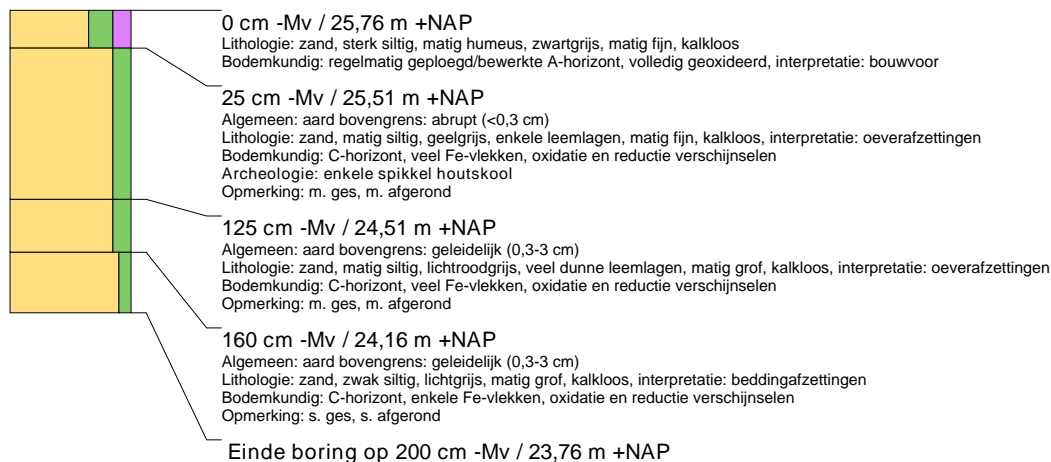 0 cm -Mv / 25,76 m +NAP
Lithologie: zand, sterk siltig, matig humeus, zwartgrijs, matig fijn, kalkloos
Bodemkundig: regelmatig geploegd/bewerkte A-horizont, volledig geoxideerd, interpretatie: bouwvoor
25 cm -Mv / 25,51 m +NAP
Algemeen: aard bovengrens: abrupt (<0,3 cm)
Lithologie: zand, matig siltig, geelgrijs, enkele leemlagen, matig fijn, kalkloos, interpretatie: oeverafzettingen
Bodemkundig: C-horizont, veel Fe-vlekken, oxidatie en reductie verschijnselen
Archeologie: enkele spikkel houtskool
Opmerking: m. ges, m. afgerond
125 cm -Mv / 24,51 m +NAP
Algemeen: aard bovengrens: geleidelijk (0,3-3 cm)
Lithologie: zand, matig siltig, lichtroodgrijs, veel dunne leemlagen, matig grof, kalkloos, interpretatie: oeverafzettingen
Bodemkundig: C-horizont, veel Fe-vlekken, oxidatie en reductie verschijnselen
Opmerking: m. ges, m. afgerond
160 cm -Mv / 24,16 m +NAP
Algemeen: aard bovengrens: geleidelijk (0,3-3 cm)
Lithologie: zand, zwak siltig, lichtgrijs, matig grof, kalkloos, interpretatie: beddingafzettingen
Bodemkundig: C-horizont, enkele Fe-vlekken, oxidatie en reductie verschijnselen
Opmerking: s. ges, s. afgerond
Einde boring op 200 cm -Mv / 23,76 m +NAP